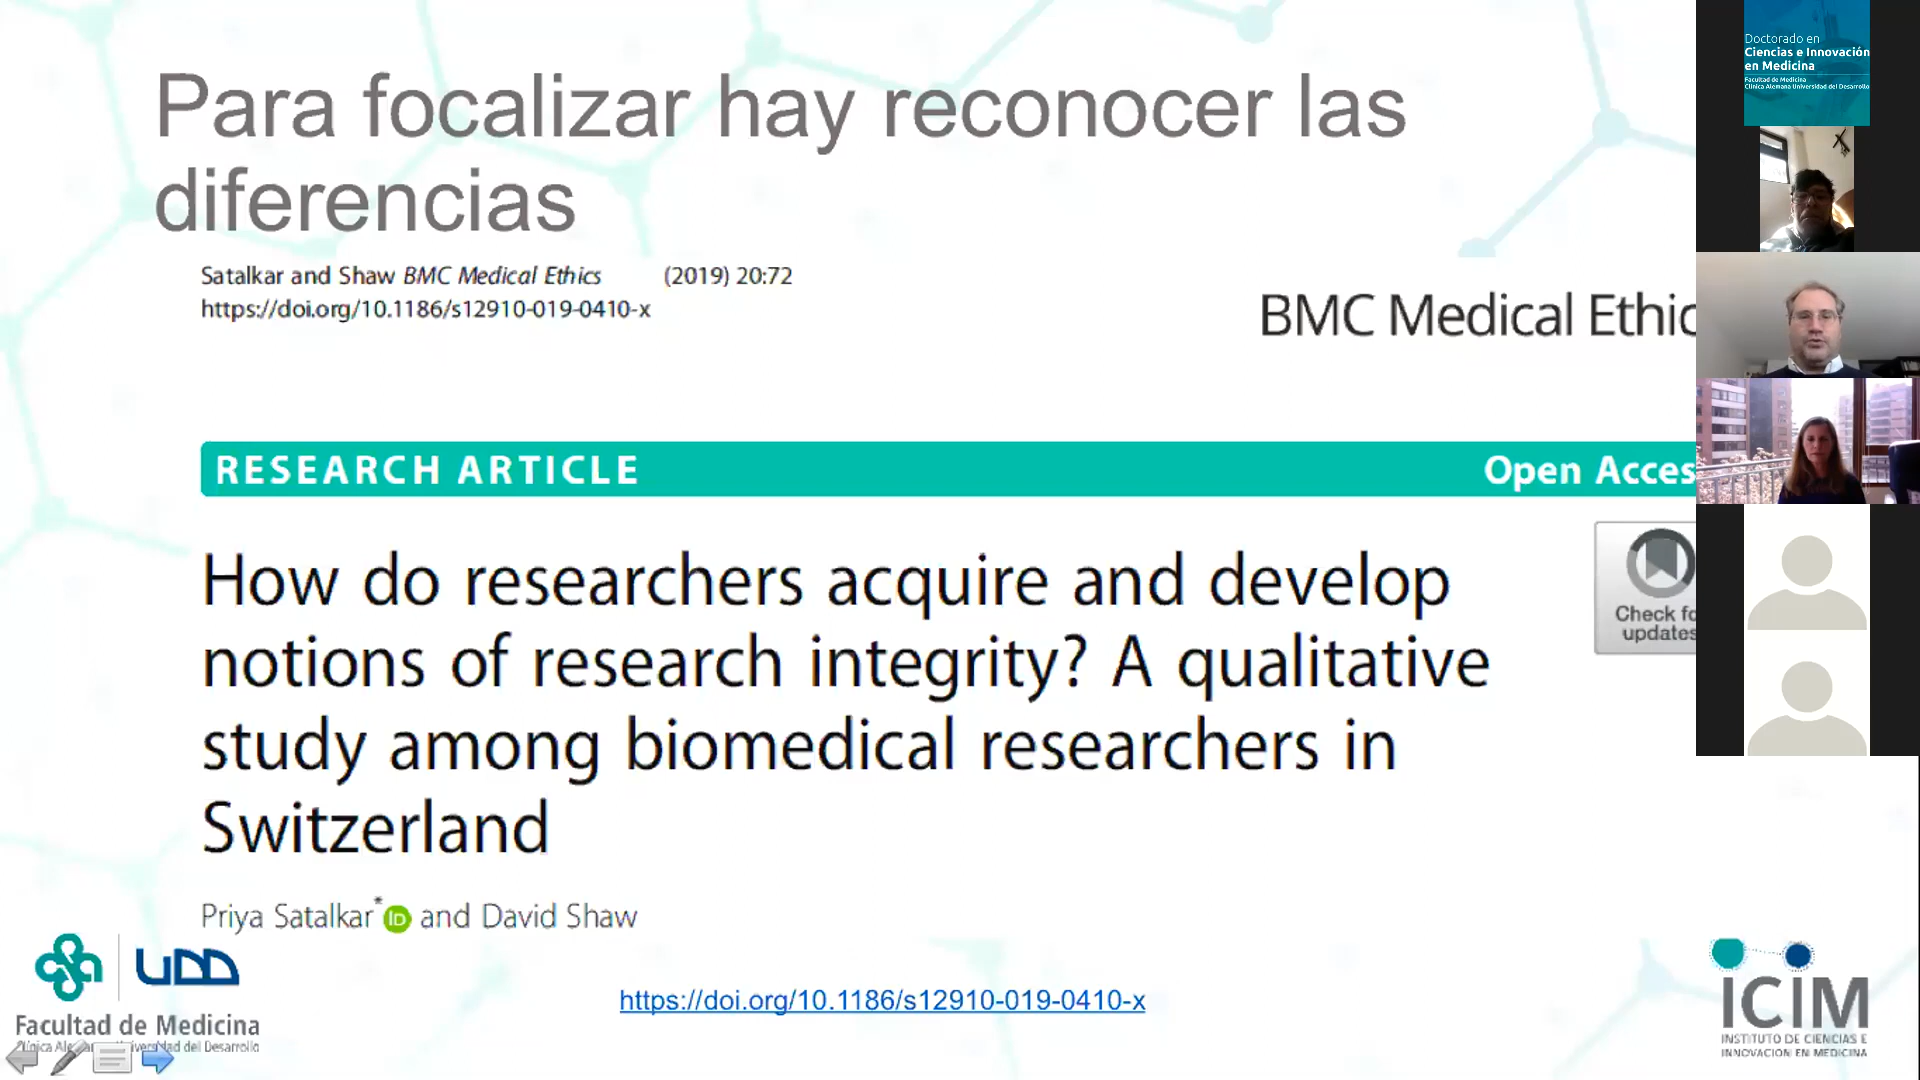 Para focalizar hay reconocer las
diferencias
Satalkar and Shaw BMC Medical Ethics (2019) 20:72
https://doi.org/10.1186/s12910-019-0410-x
BMC Medical Ethic
RESEARCH ARTICLE
Open Acces
Check fo
updates
How do researchers acquire and develop
notions of research integrity? A qualitative
study among biomedical researchers in
Switzerland
Priya Satalkar* iD and David Shaw
https://doi.org/10.1186/s12910-019-0410-x
UDD
Facultad de Medicina
Clínica Alemana Universidad del Desarrollo
ICIM
INSTITUTO DE CIENCIAS E
INNOVACION EN MEDICINA
Doctorado en
Ciencias e Innovación
en Medicina
Facultad de Medicina
Clínica Alemana Universidad del Desarrollo